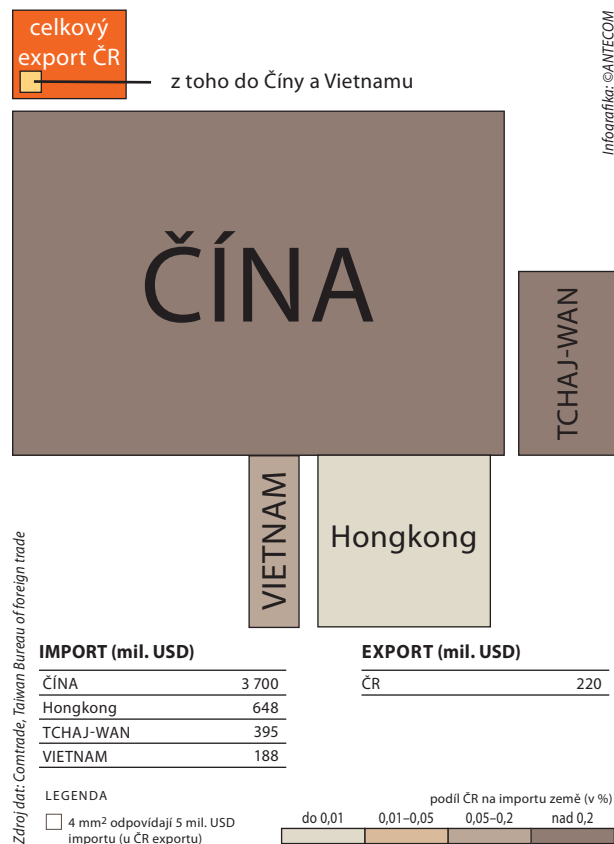 celkový
export ČR
z toho do Číny a Vietnamu
Infografika: ©ANTECOM
ČÍNA
TCHAJ-WAN
VIETNAM
Hongkong
Zdroj dat: Comtrade, Taiwan Bureau of foreign trade
IMPORT (mil. USD)
ČÍNA 3 700
Hongkong 648
TCHAJ-WAN 395
VIETNAM 188
EXPORT (mil. USD)
ČR 220
LEGENDA
4 mm² odpovídají 5 mil. USD
importu (u ČR exportu)
podíl ČR na importu země (v %)
do 0,01 0,01–0,05 0,05–0,2 nad 0,2